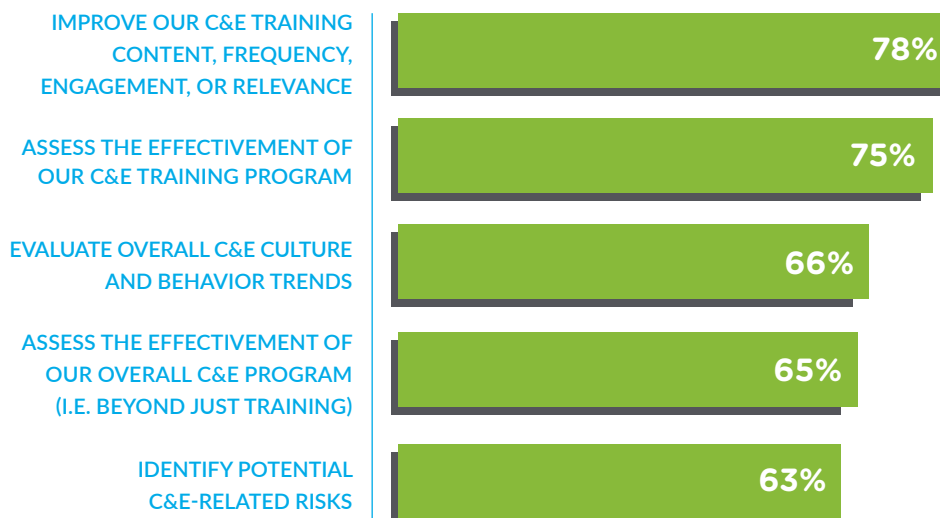 IMPROVE OUR C&E TRAINING
CONTENT, FREQUENCY,
ENGAGEMENT, OR RELEVANCE
78%
ASSESS THE EFFECTIVEMENT OF
OUR C&E TRAINING PROGRAM
75%
EVALUATE OVERALL C&E CULTURE
AND BEHAVIOR TRENDS
66%
ASSESS THE EFFECTIVEMENT OF
OUR OVERALL C&E PROGRAM
(I.E. BEYOND JUST TRAINING)
65%
IDENTIFY POTENTIAL
C&E-RELATED RISKS
63%